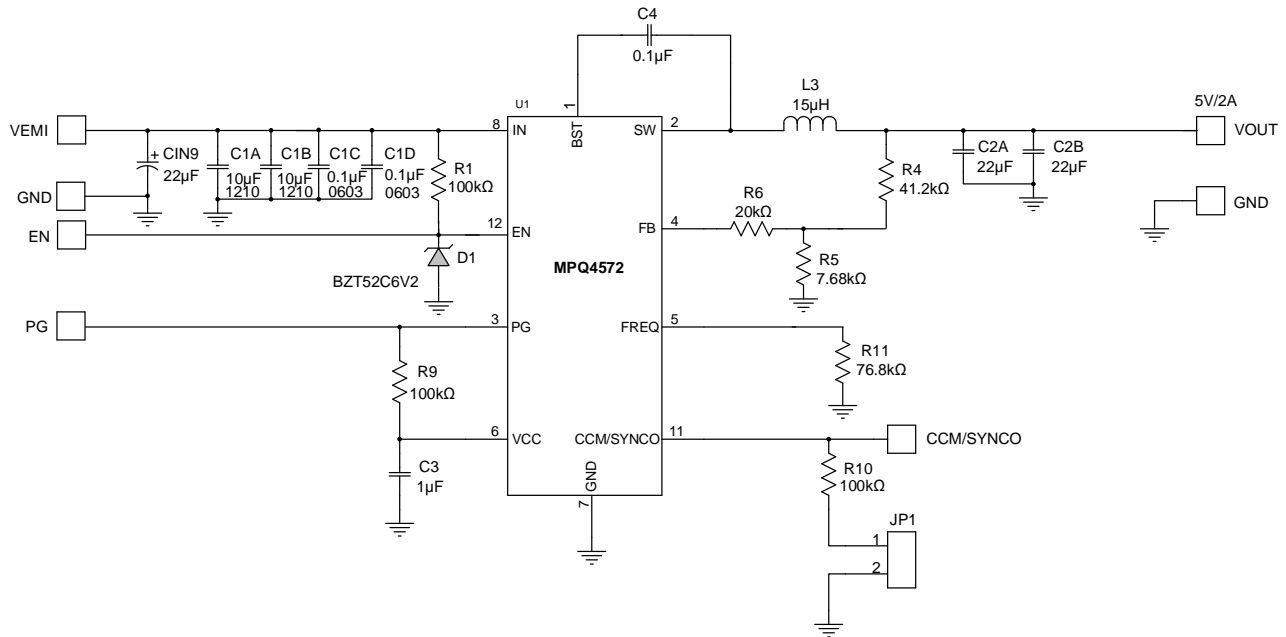 C4
0.1µF
U1
1
BST
L3
15µH
5V/2A
VEMI
8
IN
SW
2
VOUT
+
CIN9
22µF
C1A
10µF
1210
C1B
10µF
1210
C1C
0.1µF
0603
C1D
0.1µF
0603
R1
100kΩ
C2A
22µF
C2B
22µF
R4
41.2kΩ
GND
GND
R6
20kΩ
EN
12
EN
FB
4
D1
BZT52C6V2
MPQ4572
R5
7.68kΩ
PG
3
PG
FREQ
5
R9
100kΩ
R11
76.8kΩ
6
VCC
CCM/SYNCO
11
CCM/SYNCO
C3
1µF
GND
7
R10
100kΩ
JP1
1
2